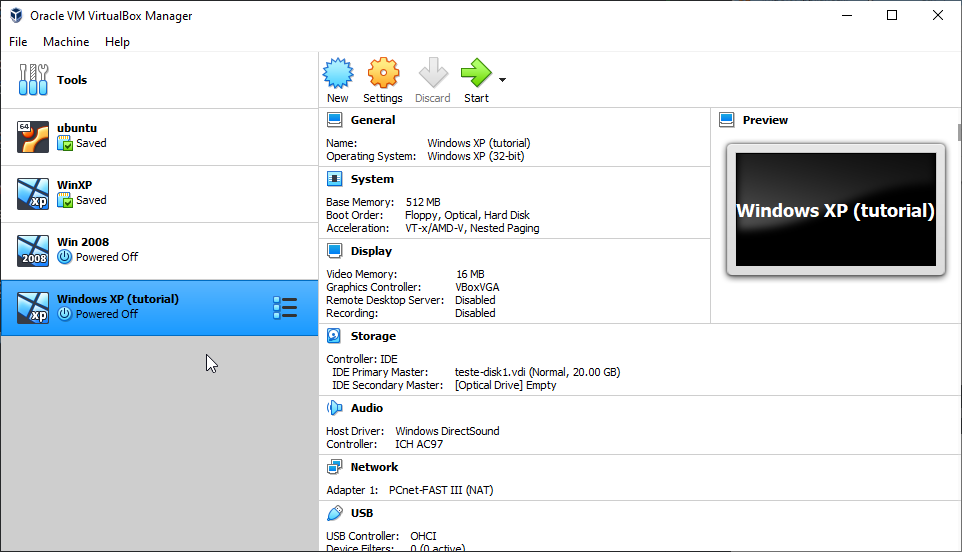 Oracle VM VirtualBox Manager
File Machine Help
Tools
64
ubuntu
Saved
xp
WinXP
Saved
2008
Win 2008
Powered Off
xp
Windows XP (tutorial)
Powered Off
New Settings Discard Start
General
Name: Windows XP (tutorial)
Operating System: Windows XP (32-bit)
System
Base Memory: 512 MB
Boot Order: Floppy, Optical, Hard Disk
Acceleration: VT-x/AMD-V, Nested Paging
Display
Video Memory: 16 MB
Graphics Controller: VBoxVGA
Remote Desktop Server: Disabled
Recording: Disabled
Preview
Windows XP (tutorial)
Storage
Controller: IDE
IDE Primary Master: teste-disk1.vdi (Normal, 20.00 GB)
IDE Secondary Master: [Optical Drive] Empty
Audio
Host Driver: Windows DirectSound
Controller: ICH AC97
Network
Adapter 1: PCnet-FAST III (NAT)
USB
USB Controller: OHCI
Device Filters: 0 (0 active)